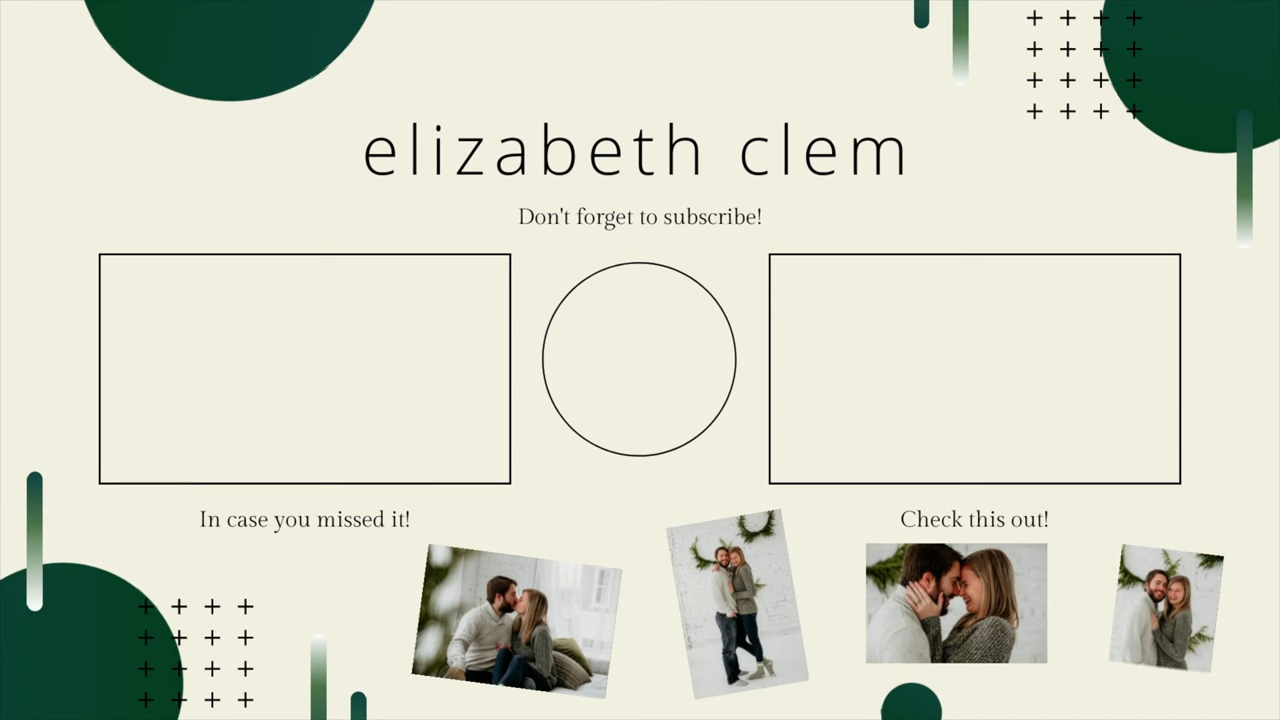 elizabeth clem
Don't forget to subscribe!
In case you missed it!
Check this out!